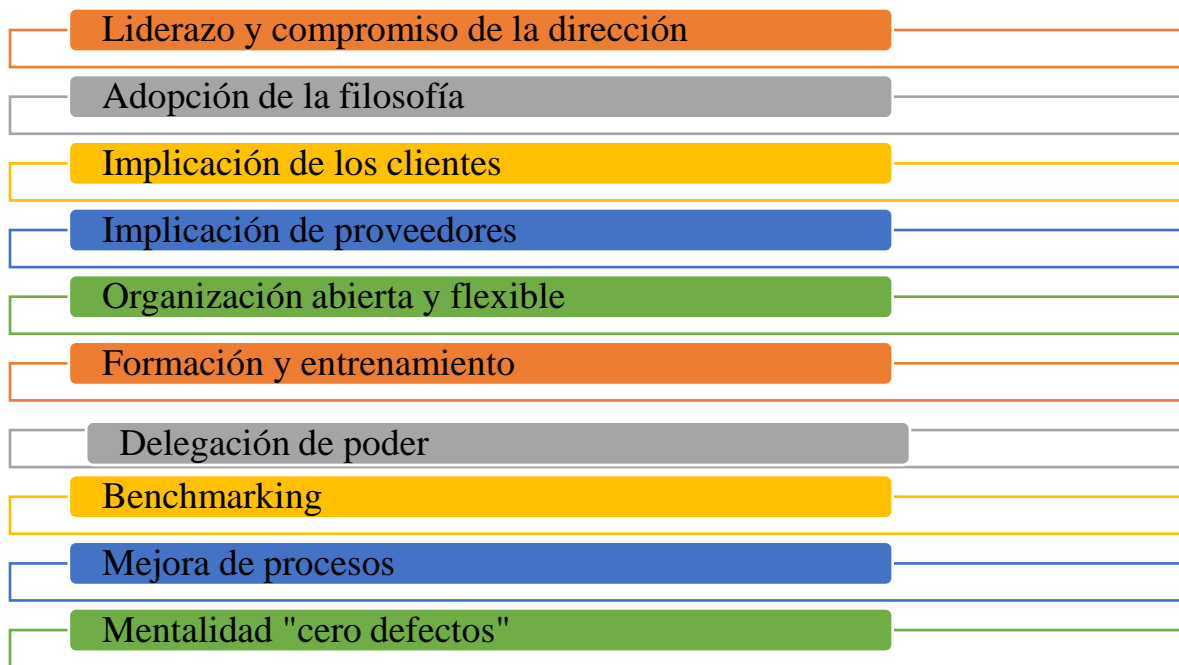 Liderazo y compromiso de la dirección
Adopción de la filosofía
Implicación de los clientes
Implicación de proveedores
Organización abierta y flexible
Formación y entrenamiento
Delegación de poder
Benchmarking
Mejora de procesos
Mentalidad "cero defectos"